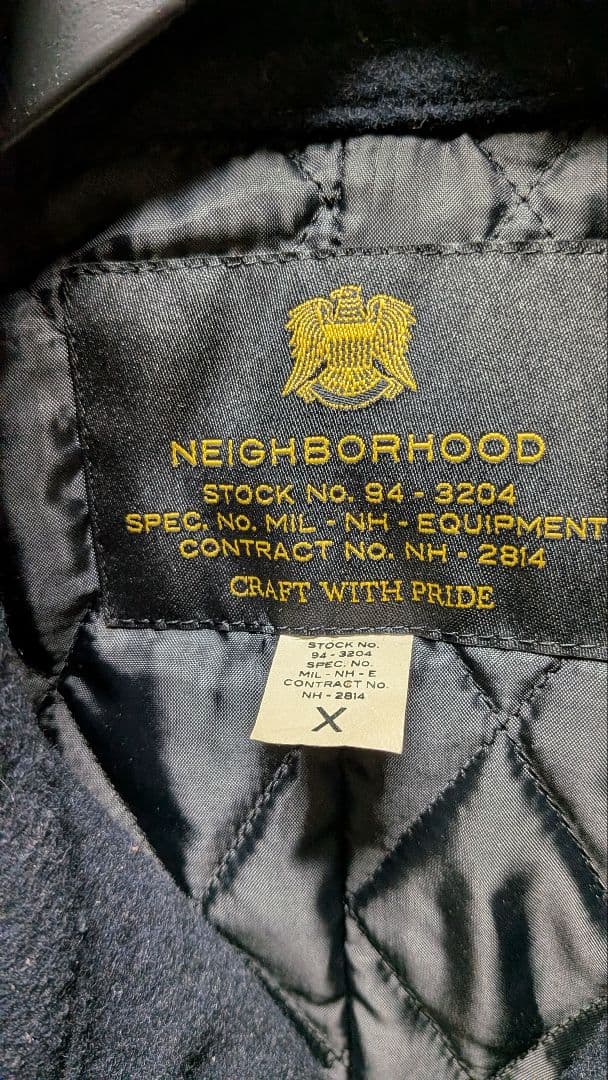 NEIGHBORHOOD
STOCK No. 94 - 3204
SPEC. No. MIL - NH - EQUIPMENT
CONTRACT No. NH - 2814
CRAFT WITH PRIDE
STOCK No.
94 - 3204
SPEC. No.
MIL - NH - E
CONTRACT No.
NH - 2814
X